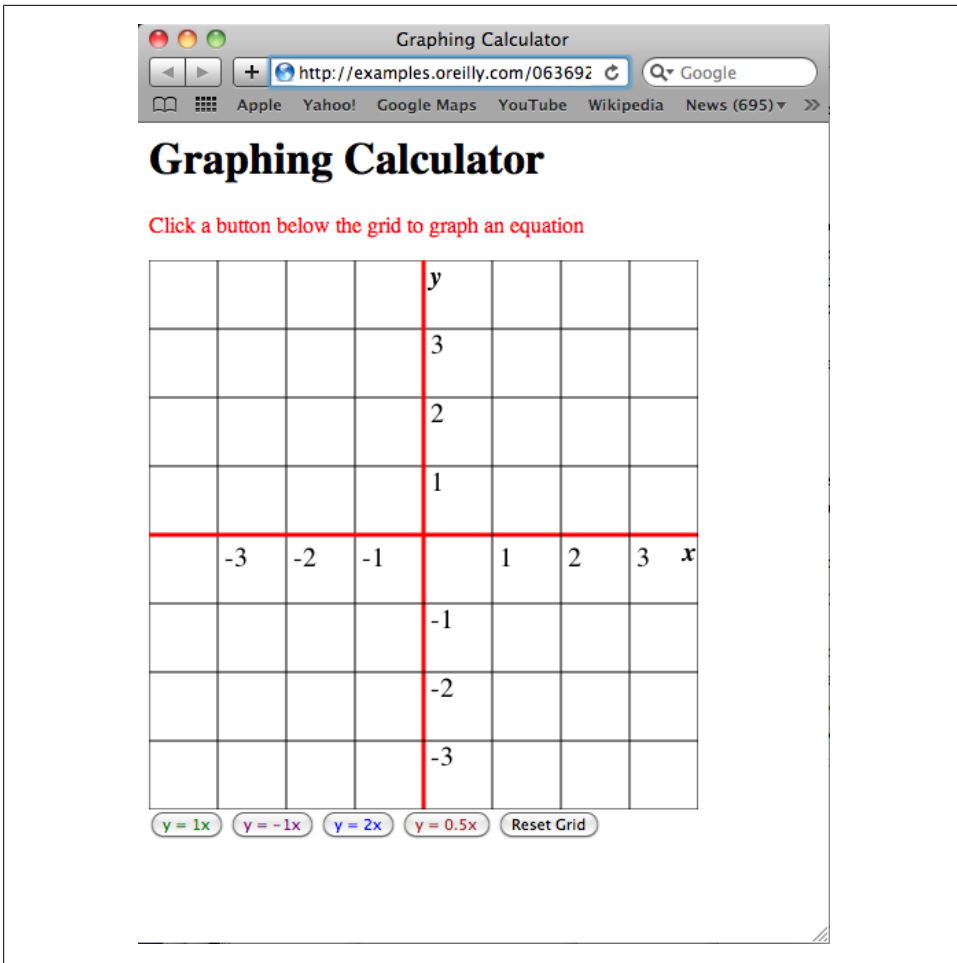 Graphing Calculator
+ http://examples.oreilly.com/063692 Google
Apple Yahoo! Google Maps YouTube Wikipedia News (695) >>
Graphing Calculator
Click a button below the grid to graph an equation
y
3
2
1
-3 -2 -1 1 2 3 x
-1
-2
-3
y = 1x y = -1x y = 2x y = 0.5x Reset Grid